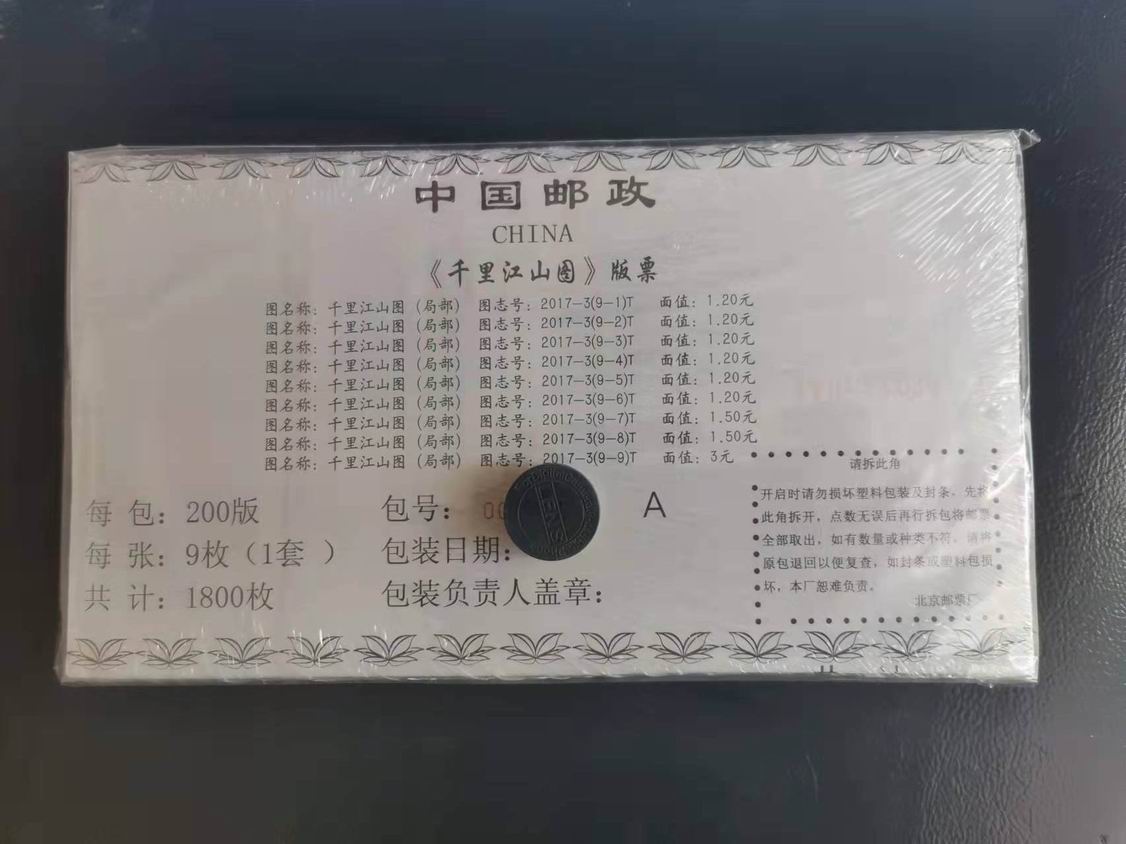 中国邮政
CHINA
《千里江山图》版票
图名称：千里江山图（局部） 图志号：2017-3(9-1)T 面值：1.20元
图名称：千里江山图（局部） 图志号：2017-3(9-2)T 面值：1.20元
图名称：千里江山图（局部） 图志号：2017-3(9-3)T 面值：1.20元
图名称：千里江山图（局部） 图志号：2017-3(9-4)T 面值：1.20元
图名称：千里江山图（局部） 图志号：2017-3(9-5)T 面值：1.20元
图名称：千里江山图（局部） 图志号：2017-3(9-6)T 面值：1.20元
图名称：千里江山图（局部） 图志号：2017-3(9-7)T 面值：1.50元
图名称：千里江山图（局部） 图志号：2017-3(9-8)T 面值：1.50元
图名称：千里江山图（局部） 图志号：2017-3(9-9)T 面值：3元
每 包：200版 包号： A
每 张：9枚（1套 ） 包装日期：
共 计：1800枚 包装负责人盖章：
请拆此角
开启时请勿损坏塑料包装及封条，先将
此角拆开，点数无误后再行拆包将邮票
全部取出，如有数量或种类不符，请将
原包退回以便复查，如封条或塑料包损
坏，本厂恕难负责。
北京邮票厂